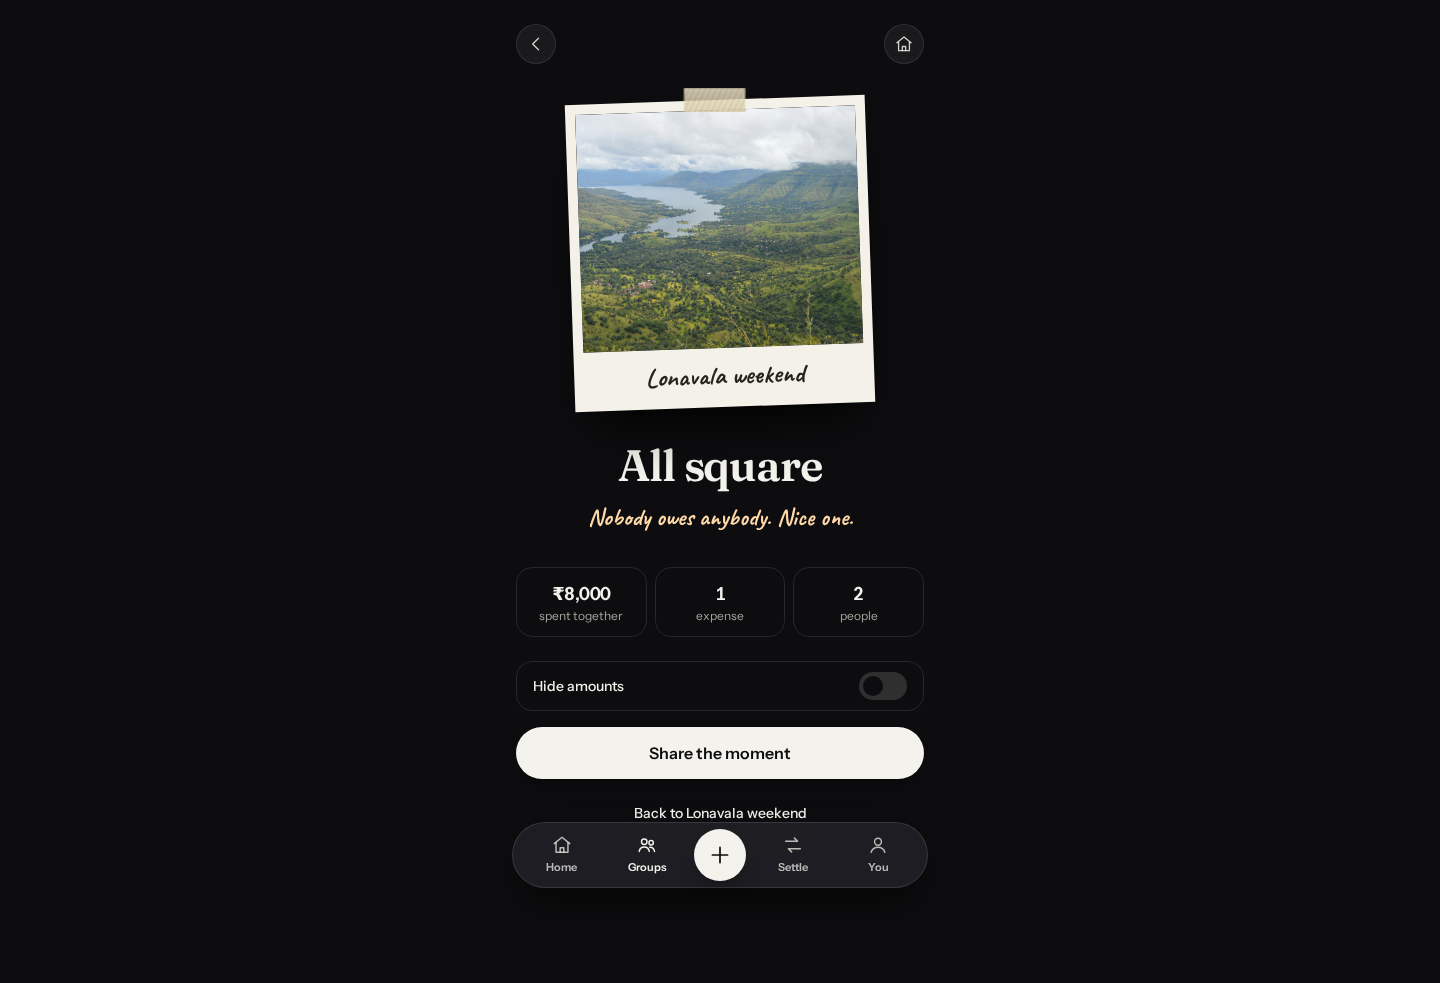 Lonavala weekend
All square
Nobody owes anybody. Nice one.
₹8,000
spent together
1
expense
2
people
Hide amounts
Share the moment
Back to Lonavala weekend
Home
Groups
Settle
You